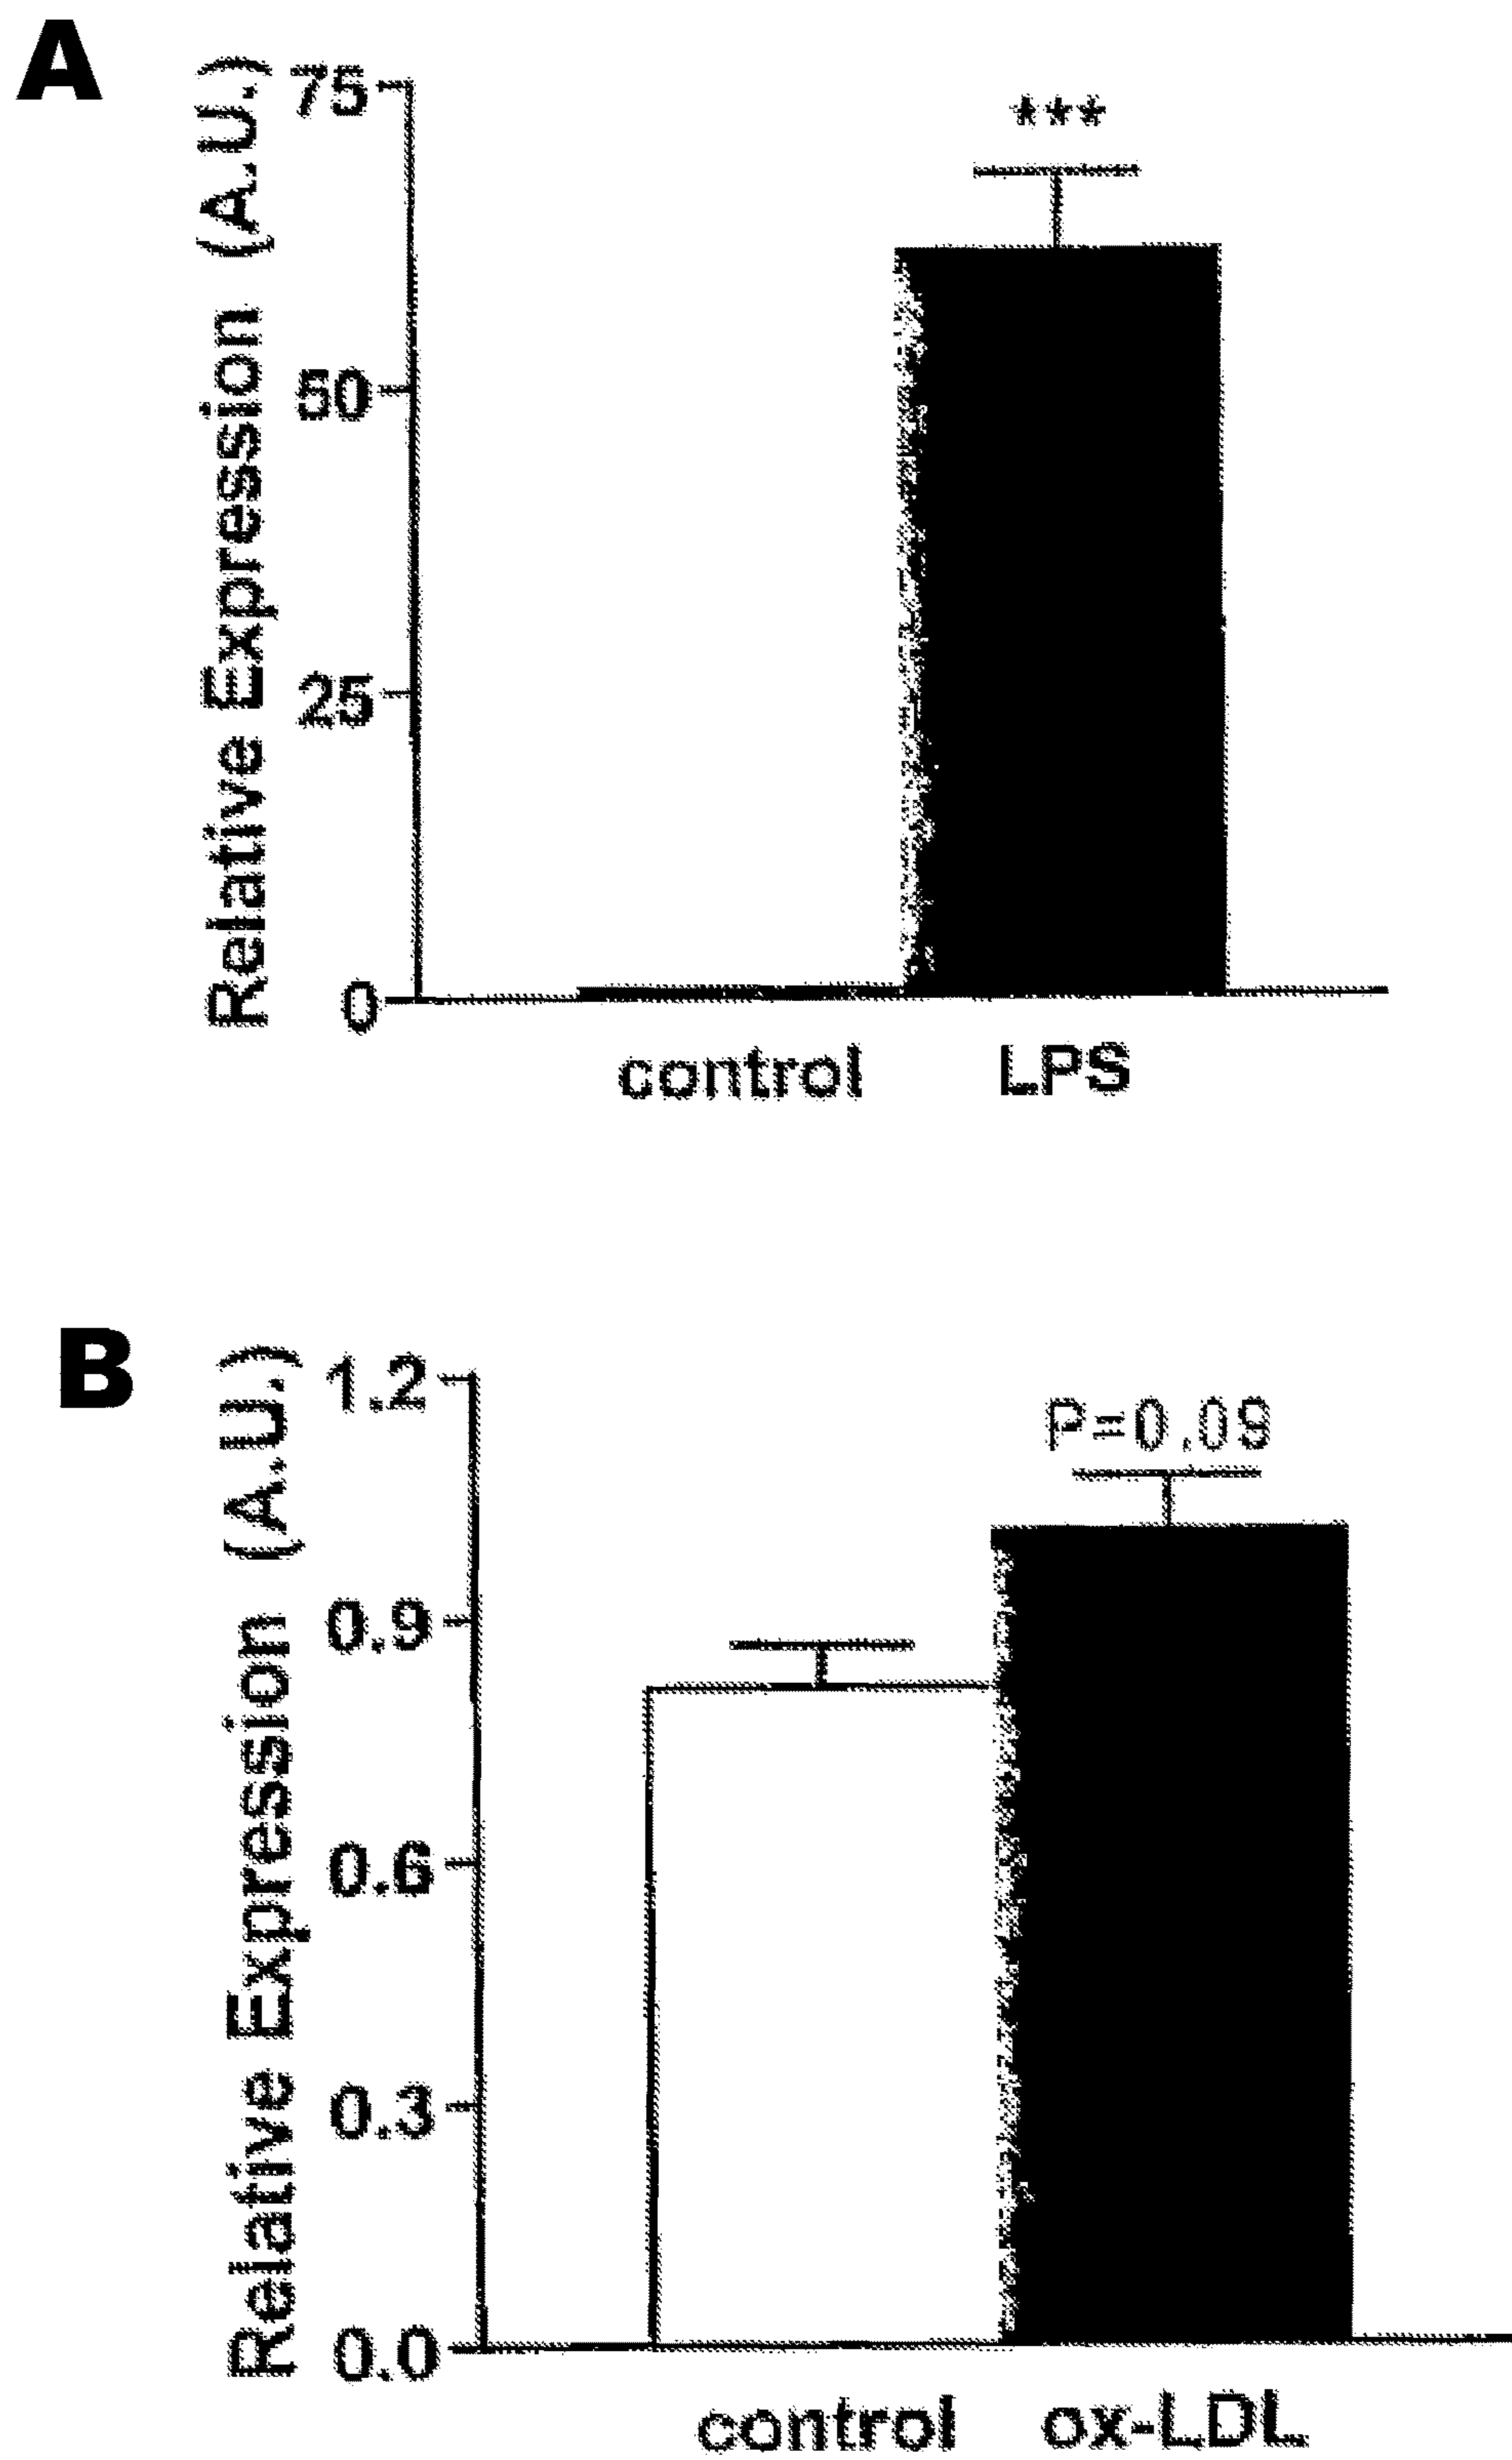 A
Relative Expression (A.U.)
75
50
25
0
***
control LPS
B
Relative Expression (A.U.)
1.2
0.9
0.6
0.3
0.0
P=0.09
control ox-LDL